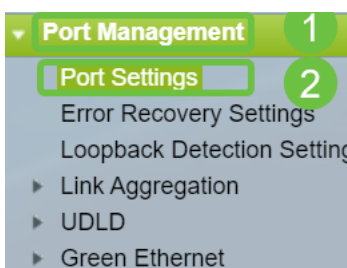 Port Management 1
Port Settings 2
Error Recovery Settings
Loopback Detection Setting
Link Aggregation
UDLD
Green Ethernet